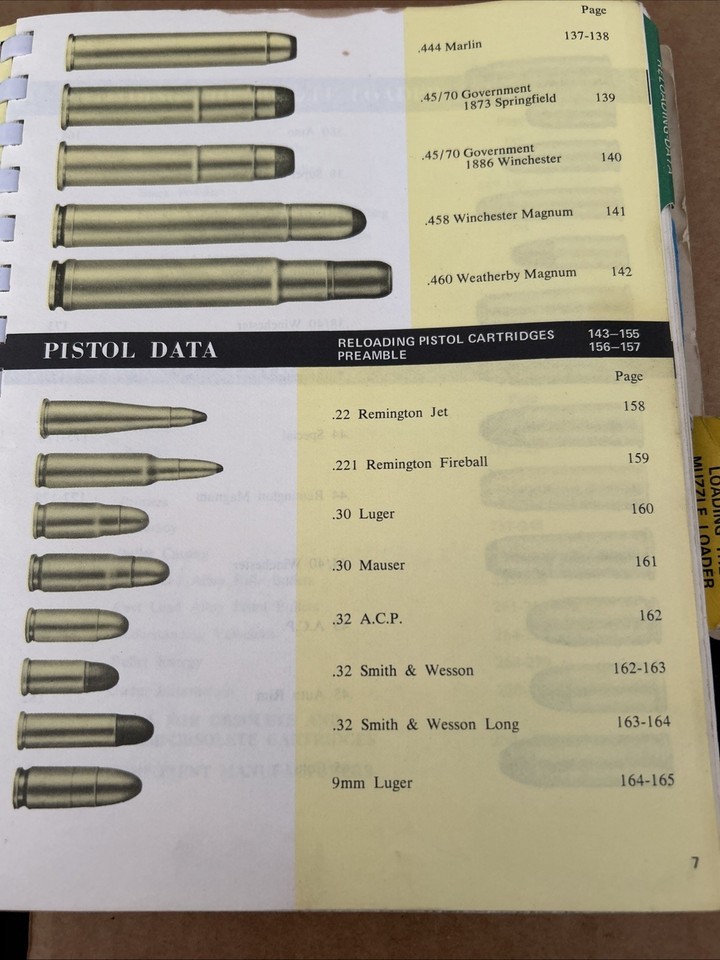 Page
.444 Marlin 137-138
.45/70 Government
1873 Springfield 139
.45/70 Government
1886 Winchester 140
.458 Winchester Magnum 141
.460 Weatherby Magnum 142
PISTOL DATA
RELOADING PISTOL CARTRIDGES 143–155
PREAMBLE 156–157
Page
.22 Remington Jet 158
.221 Remington Fireball 159
.30 Luger 160
.30 Mauser 161
.32 A.C.P. 162
.32 Smith & Wesson 162-163
.32 Smith & Wesson Long 163-164
9mm Luger 164-165
7
RELOADING DATA
LOADING
MUZZLE LOADER